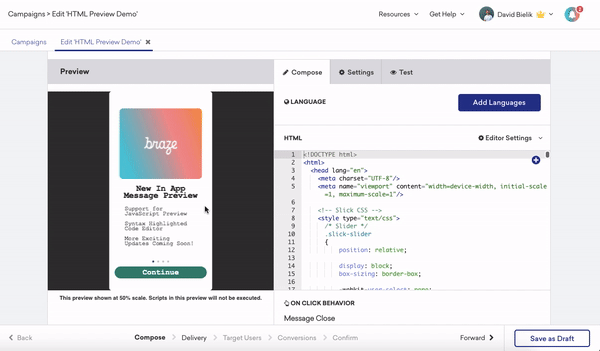 Campaigns > Edit 'HTML Preview Demo'
Resources
Get Help
David Bielik
2
Campaigns
Edit 'HTML Preview Demo'
Preview
Compose
Settings
Test
LANGUAGE
Add Languages
HTML
Editor Settings
braze
New In App
Message Preview
Support for
JavaScript Preview
Syntax Highlighted
Code Editor
More Exciting
Updates Coming Soon!
Continue
1 <!DOCTYPE html>
2 <html>
3 <head lang="en">
4 <meta charset="UTF-8"/>
5 <meta name="viewport" content="width=device-width, initial-scale
=1, maximum-scale=1"/>
6
7 <!-- Slick CSS -->
8 <style type="text/css">
9 /* Slider */
10 .slick-slider
11 {
12 position: relative;
13
14 display: block;
15 box-sizing: border-box;
16
17 -webkit-user-select: none;
This preview shown at 50% scale. Scripts in this preview will not be executed.
ON CLICK BEHAVIOR
Message Close
Back
Compose
Delivery
Target Users
Conversions
Confirm
Forward
Save as Draft